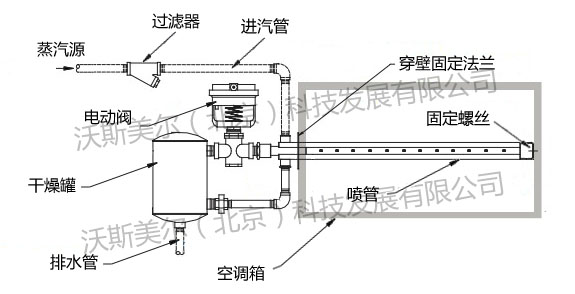 过滤器
进汽管
蒸汽源
穿壁固定法兰
电动阀
沃斯美尔（北京）科技发展有限公司
固定螺丝
干燥罐
喷管
沃斯美尔（北京）科技发展有限公司
排水管
空调箱